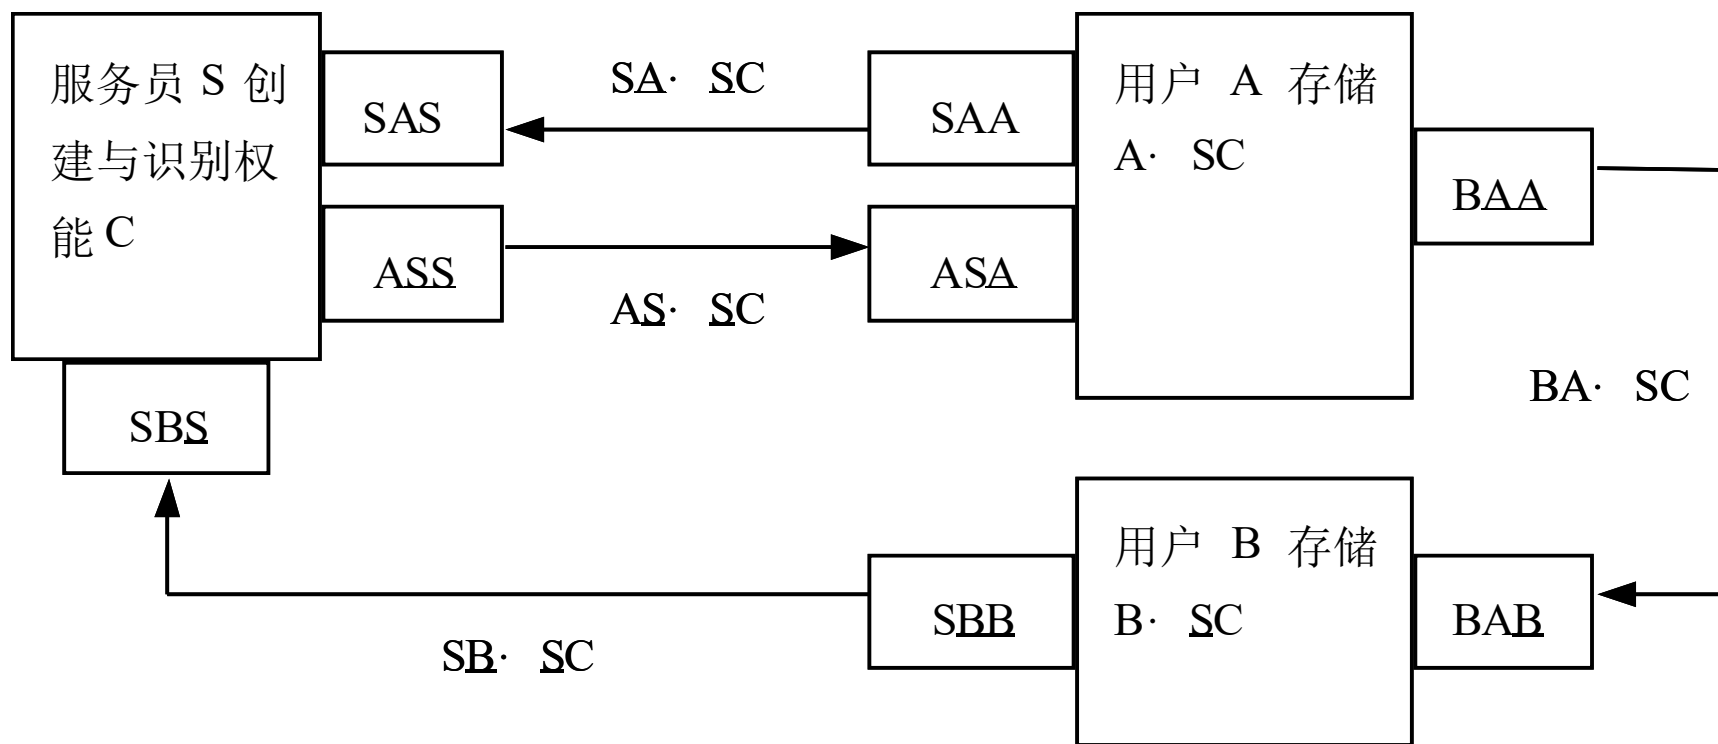 服务员 S 创
建与识别权
能 C
SAS
SA· SC
SAA
用户 A 存储
A· SC
BAA
ASS
AS· SC
ASA
BA· SC
SBS
用户 B 存储
B· SC
SBB
BAB
SB· SC